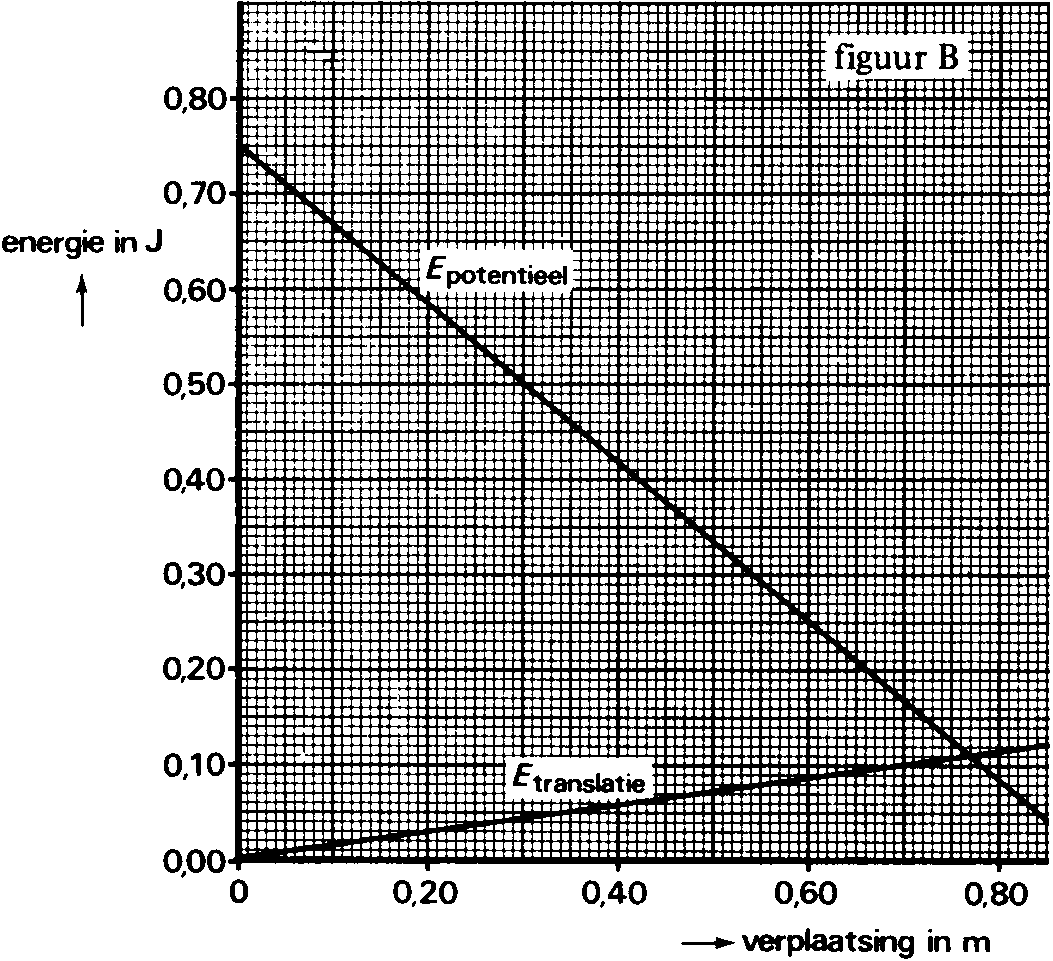 figuur B
0,80
0,70
energie in J
E potentieel
0,60
0,50
0,40
0,30
0,20
0,10
E translatie
0,00
0 0,20 0,40 0,60 0,80
verplaatsing in m